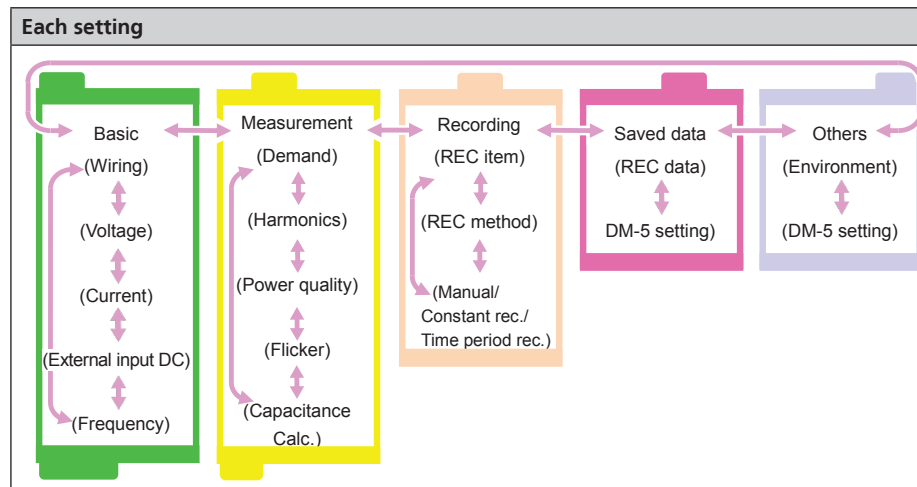 Each setting
Basic
(Wiring)
(Voltage)
(Current)
(External input DC)
(Frequency)
Measurement
(Demand)
(Harmonics)
(Power quality)
(Flicker)
(Capacitance
Calc.)
Recording
(REC item)
(REC method)
(Manual/
Constant rec./
Time period rec.)
Saved data
(REC data)
DM-5 setting)
Others
(Environment)
(DM-5 setting)